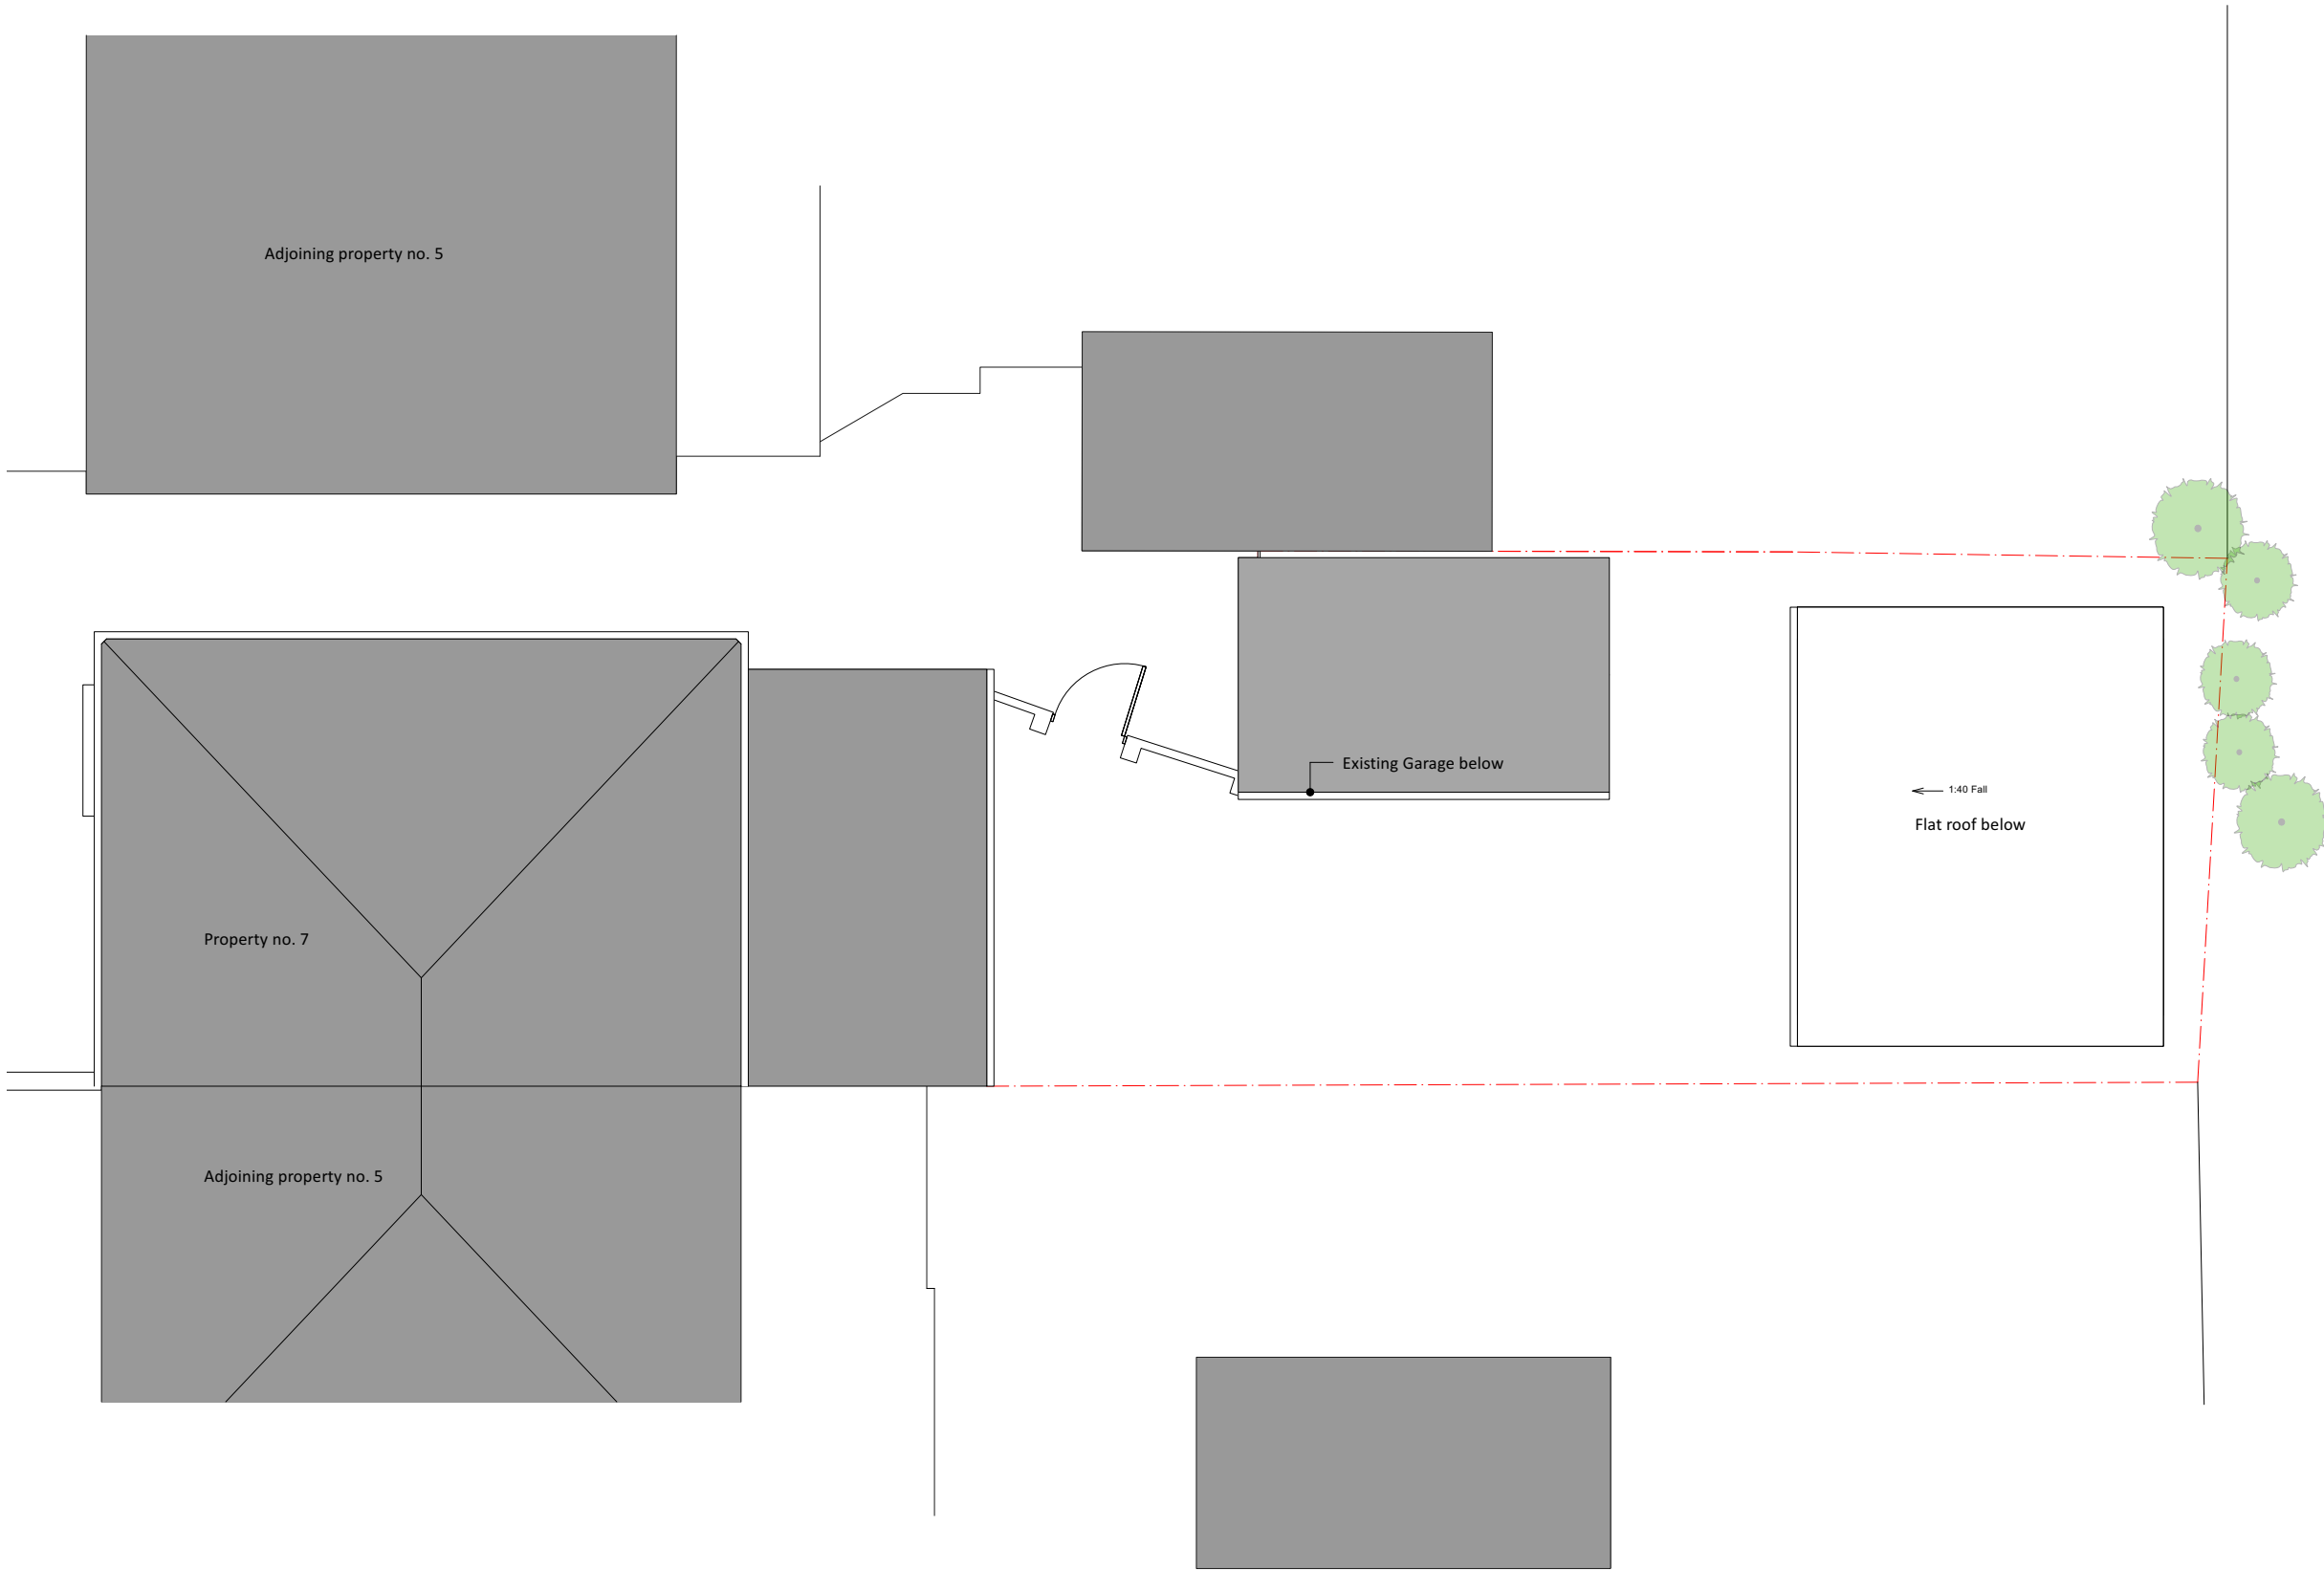 Adjoining property no. 5
Existing Garage below
1:40 Fall
Flat roof below
Property no. 7
Adjoining property no. 5